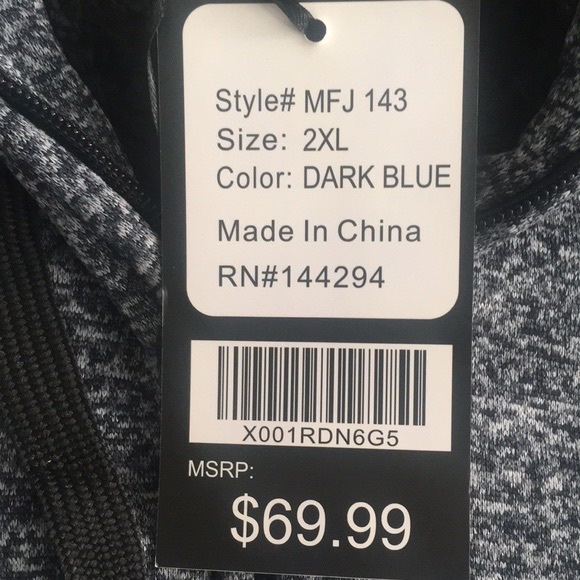 Style# MFJ 143
Size: 2XL
Color: DARK BLUE
Made In China
RN#144294
X001RDN6G5
MSRP:
$69.99